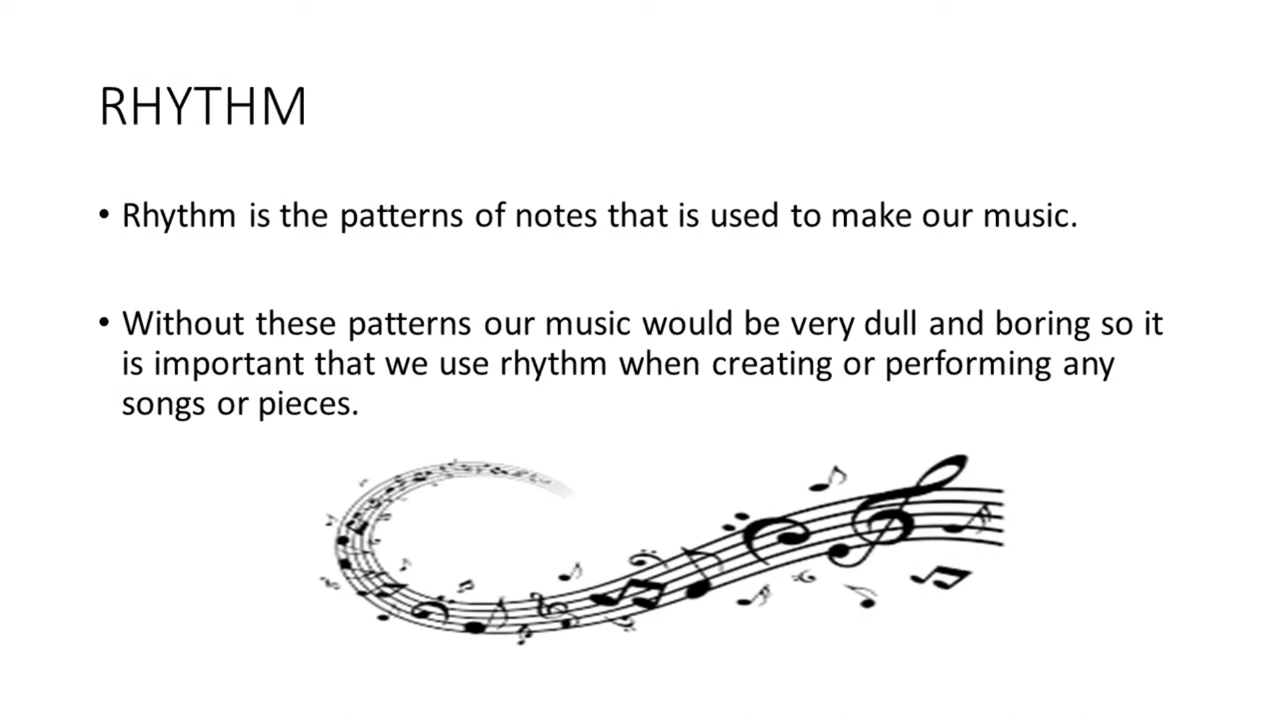 RHYTHM
• Rhythm is the patterns of notes that is used to make our music.
• Without these patterns our music would be very dull and boring so it
is important that we use rhythm when creating or performing any
songs or pieces.